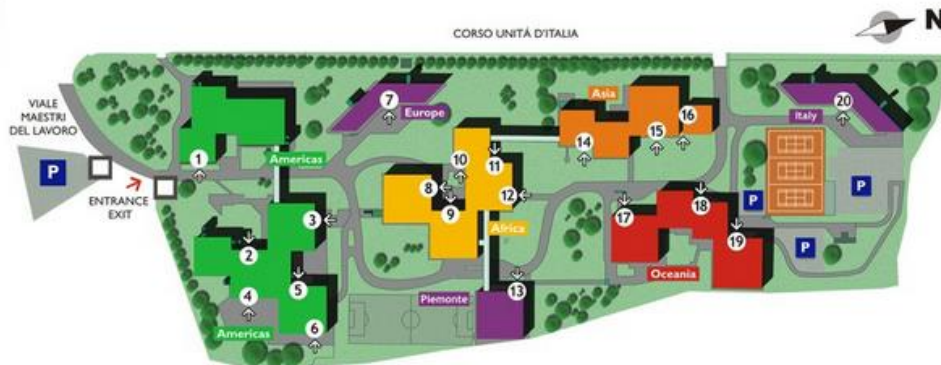 N
CORSO UNITÁ D'ITALIA
VIALE
MAESTRI
DEL LAVORO
P
ENTRANCE
EXIT
1
Americas
2
3
4
5
6
Americas
7
Europe
8
9
10
11
12
Africa
13
Piemonte
Asia
14
15
16
17
18
19
Oceania
20
Italy
P
P
P